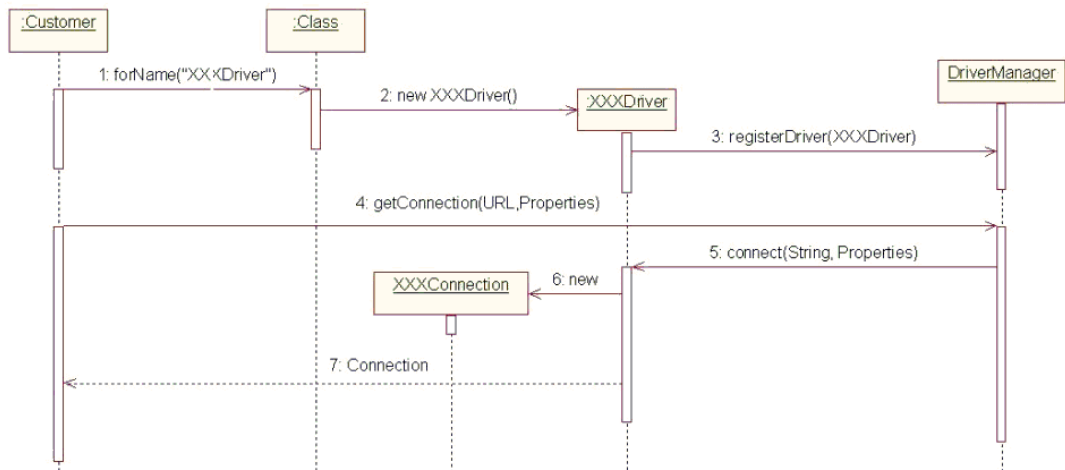 :Customer
:Class
1: forName("XXXDriver")
DriverManager
2: new XXXDriver()
:XXXDriver
3: registerDriver(XXXDriver)
4: getConnection(URL,Properties)
5: connect(String, Properties)
XXXConnection
6: new
7: Connection